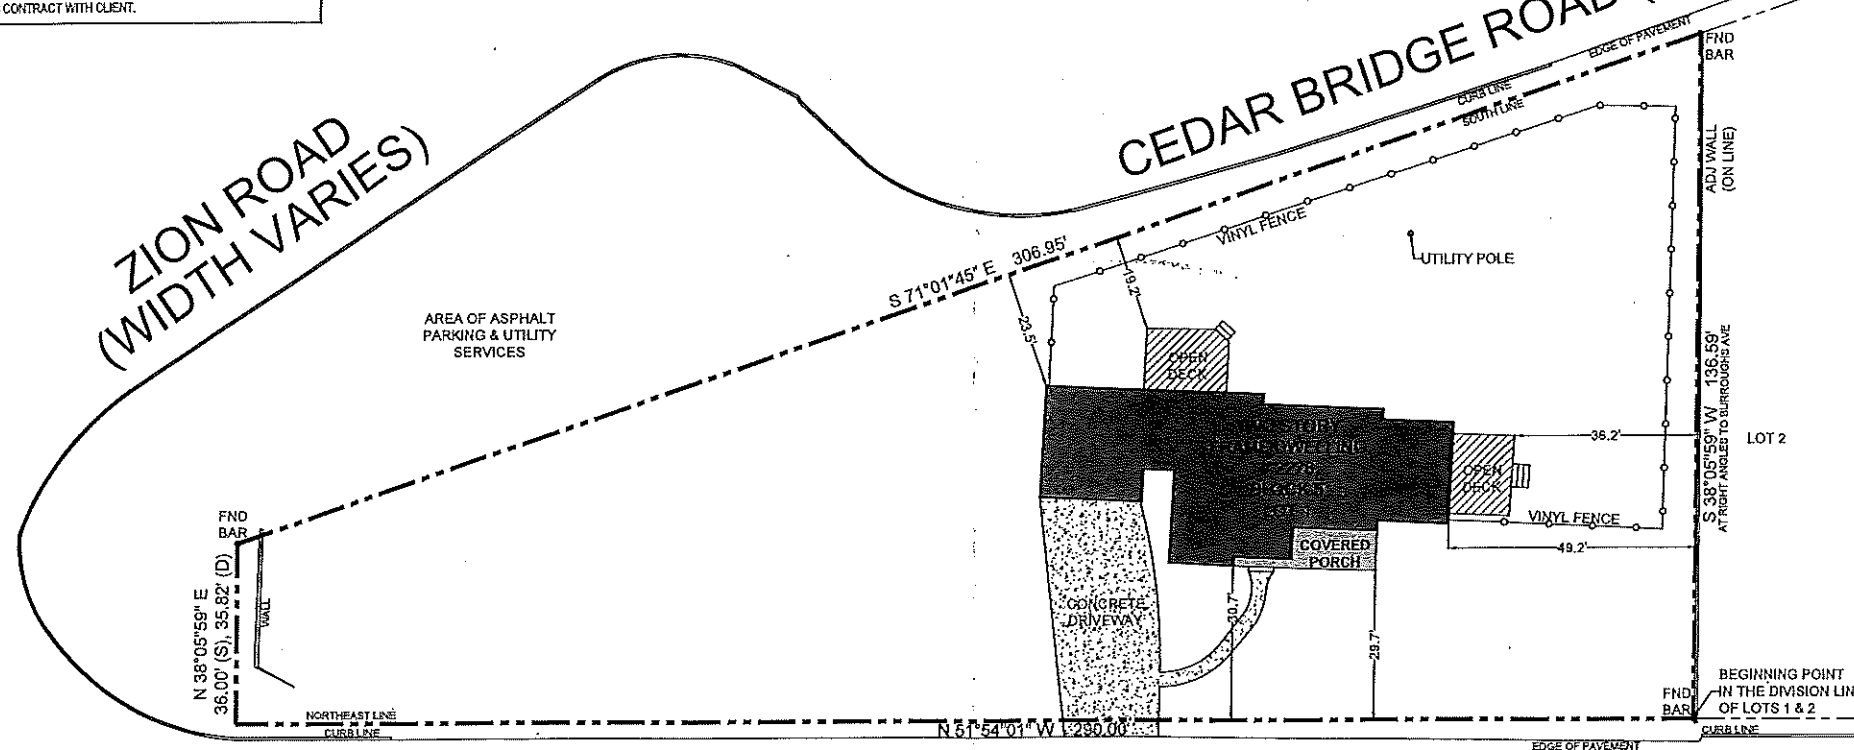 CONTRACT WITH CLIENT.
CEDAR BRIDGE ROAD
EDGE OF PAVEMENT
FND
BAR
CURB LINE
SOUTH LINE
ZION ROAD
(WIDTH VARIES)
ADJ WALL
(ON LINE)
VINYL FENCE
UTILITY POLE
S 71°01'45" E 306.95'
19.2'
23.5'
AREA OF ASPHALT
PARKING & UTILITY
SERVICES
OPEN
DECK
S 38°05'59" W 136.59'
AT RIGHT ANGLES TO BURROUGHS AVE
36.2'
LOT 2
TWO STORY
OPEN
DECK
FND
BAR
VINYL FENCE
49.2'
COVERED
PORCH
N 38°05'59" E
36.00' (S), 35.82' (D)
WALL
CONCRETE
DRIVEWAY
30.7'
29.7'
BEGINNING POINT
IN THE DIVISION LIN
OF LOTS 1 & 2
FND
BAR
NORTHEAST LINE
CURB LINE
N 51°54'01" W 290.00'
CURB LINE
EDGE OF PAVEMENT